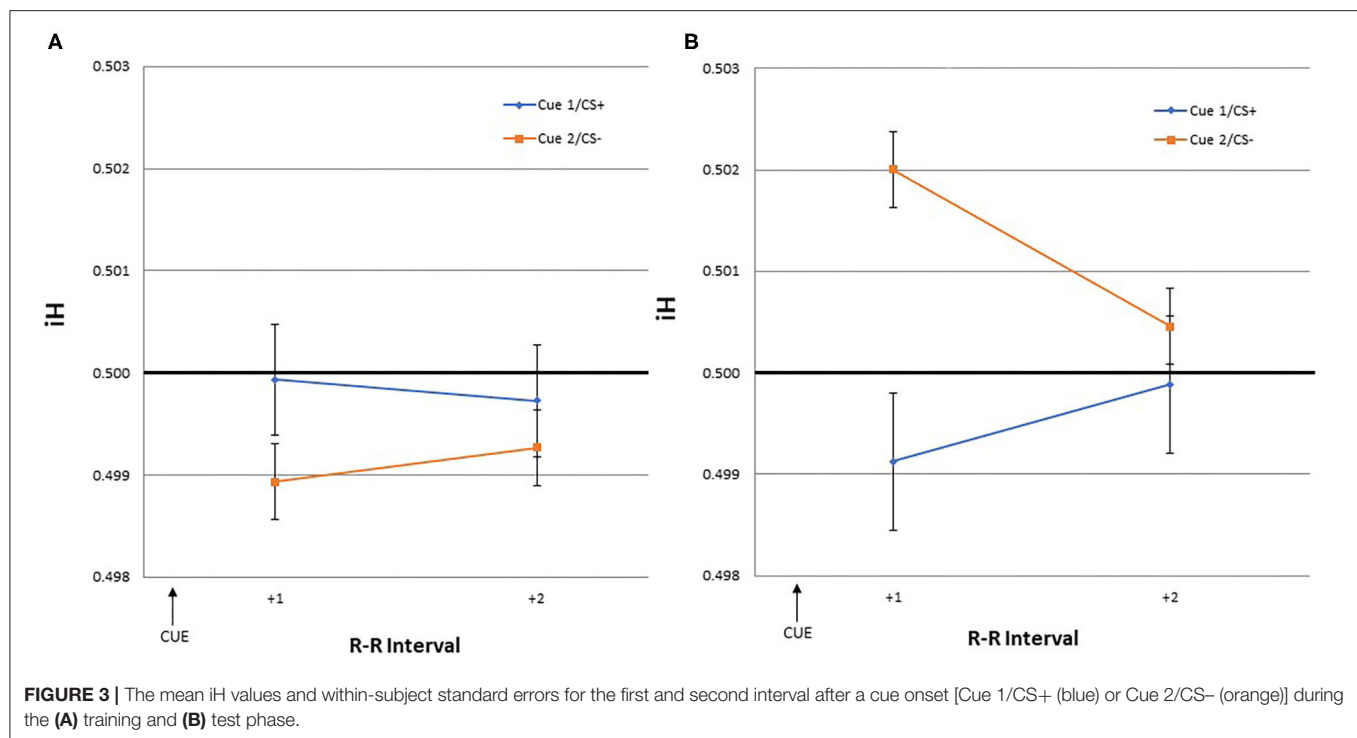 A
0.503
0.502
0.501
0.500
0.499
0.498
iH
Cue 1/CS+
Cue 2/CS-
+1
+2
CUE
R-R Interval
B
0.503
0.502
0.501
0.500
0.499
0.498
iH
Cue 1/CS+
Cue 2/CS-
+1
+2
CUE
R-R Interval
FIGURE 3 | The mean iH values and within-subject standard errors for the first and second interval after a cue onset [Cue 1/CS+ (blue) or Cue 2/CS– (orange)] during
the (A) training and (B) test phase.